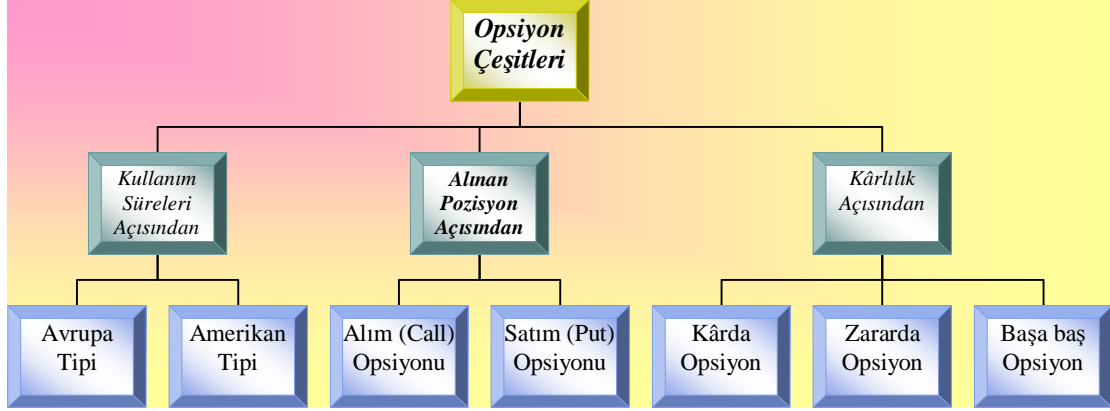 Opsiyon
Çeşitleri
Kullanım
Süreleri
Açısından
Alınan
Pozisyon
Açısından
Kârlılık
Açısından
Avrupa
Tipi
Amerikan
Tipi
Alım (Call)
Opsiyonu
Satım (Put)
Opsiyonu
Kârda
Opsiyon
Zararda
Opsiyon
Başa baş
Opsiyon